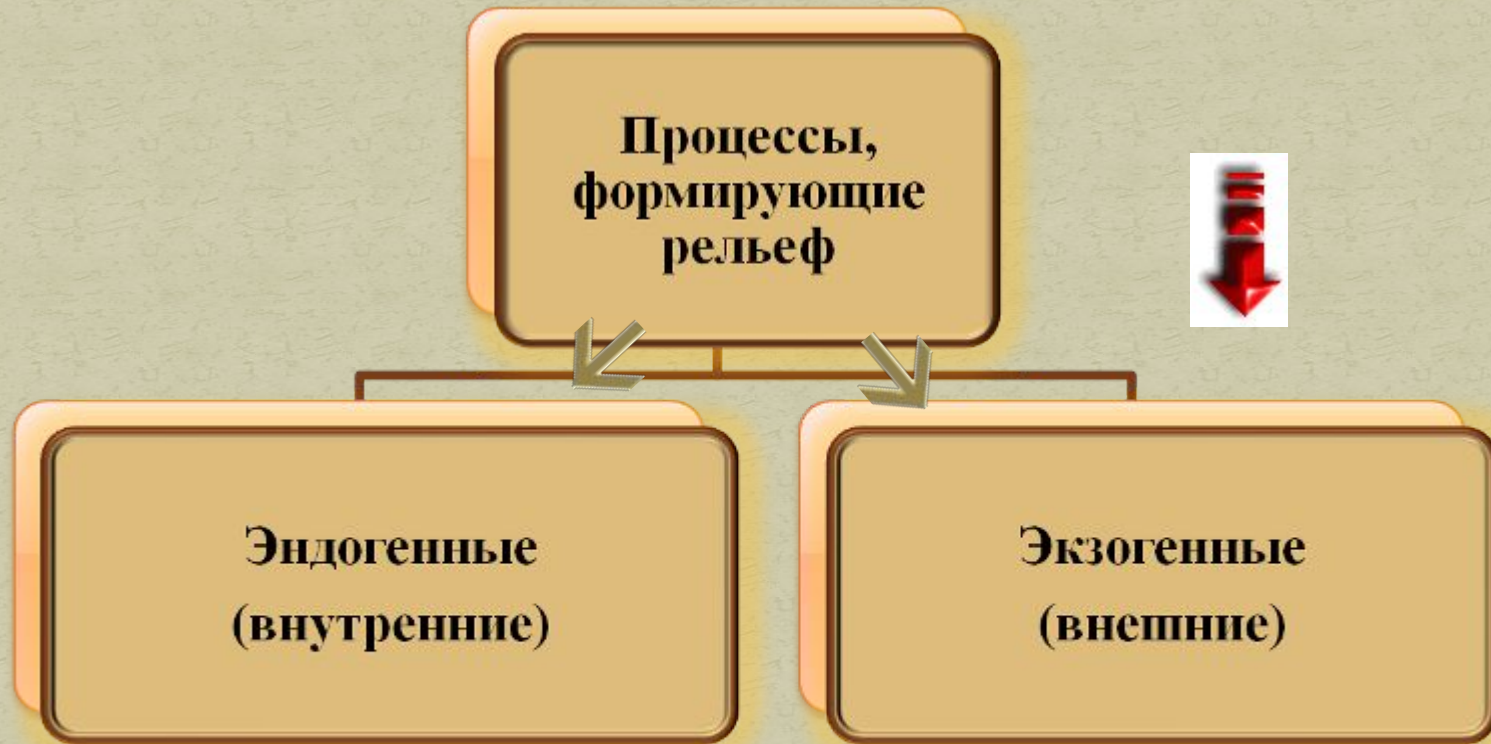 Процессы,
формирующие
рельеф
Эндогенные
(внутренние)
Экзогенные
(внешние)